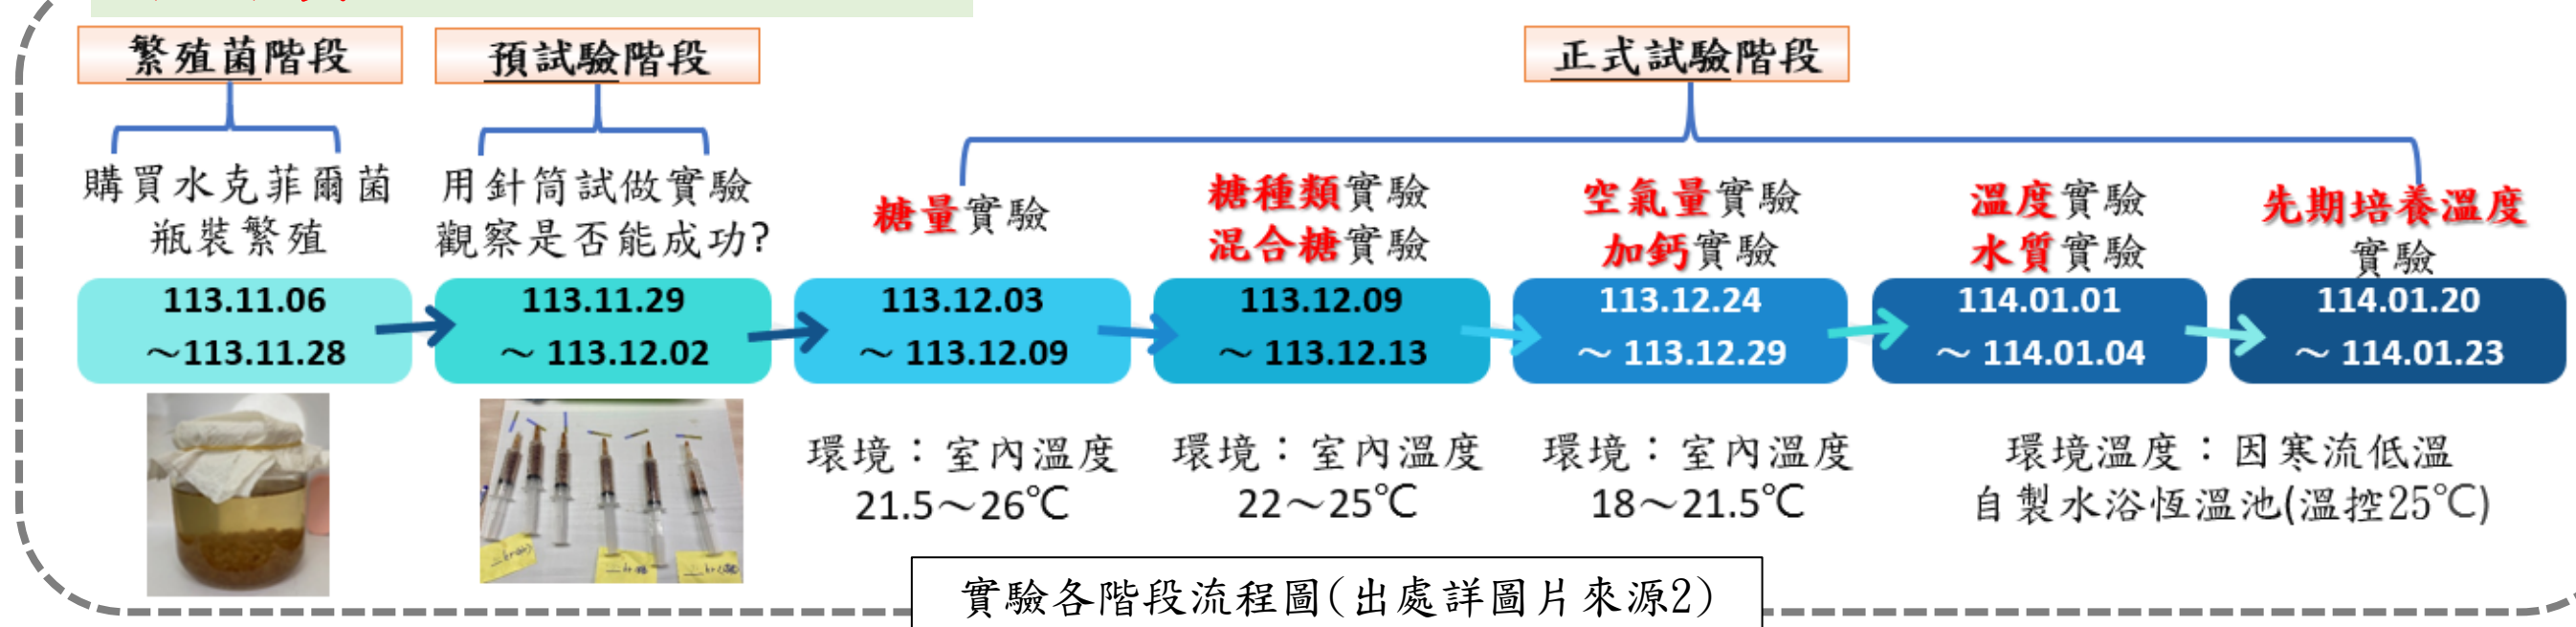 繁殖菌階段
購買水克菲爾菌
瓶裝繁殖
113.11.06
～113.11.28
預試驗階段
用針筒試做實驗
觀察是否能成功?
113.11.29
～ 113.12.02
正式試驗階段
糖量實驗
113.12.03
～ 113.12.09
環境：室內溫度
21.5～26℃
糖種類實驗
混合糖實驗
113.12.09
～ 113.12.13
環境：室內溫度
22～25℃
空氣量實驗
加鈣實驗
113.12.24
～ 113.12.29
環境：室內溫度
18～21.5℃
溫度實驗
水質實驗
114.01.01
～ 114.01.04
先期培養溫度
實驗
114.01.20
～ 114.01.23
環境溫度：因寒流低溫
自製水浴恆溫池(溫控25℃)
實驗各階段流程圖(出處詳圖片來源2)